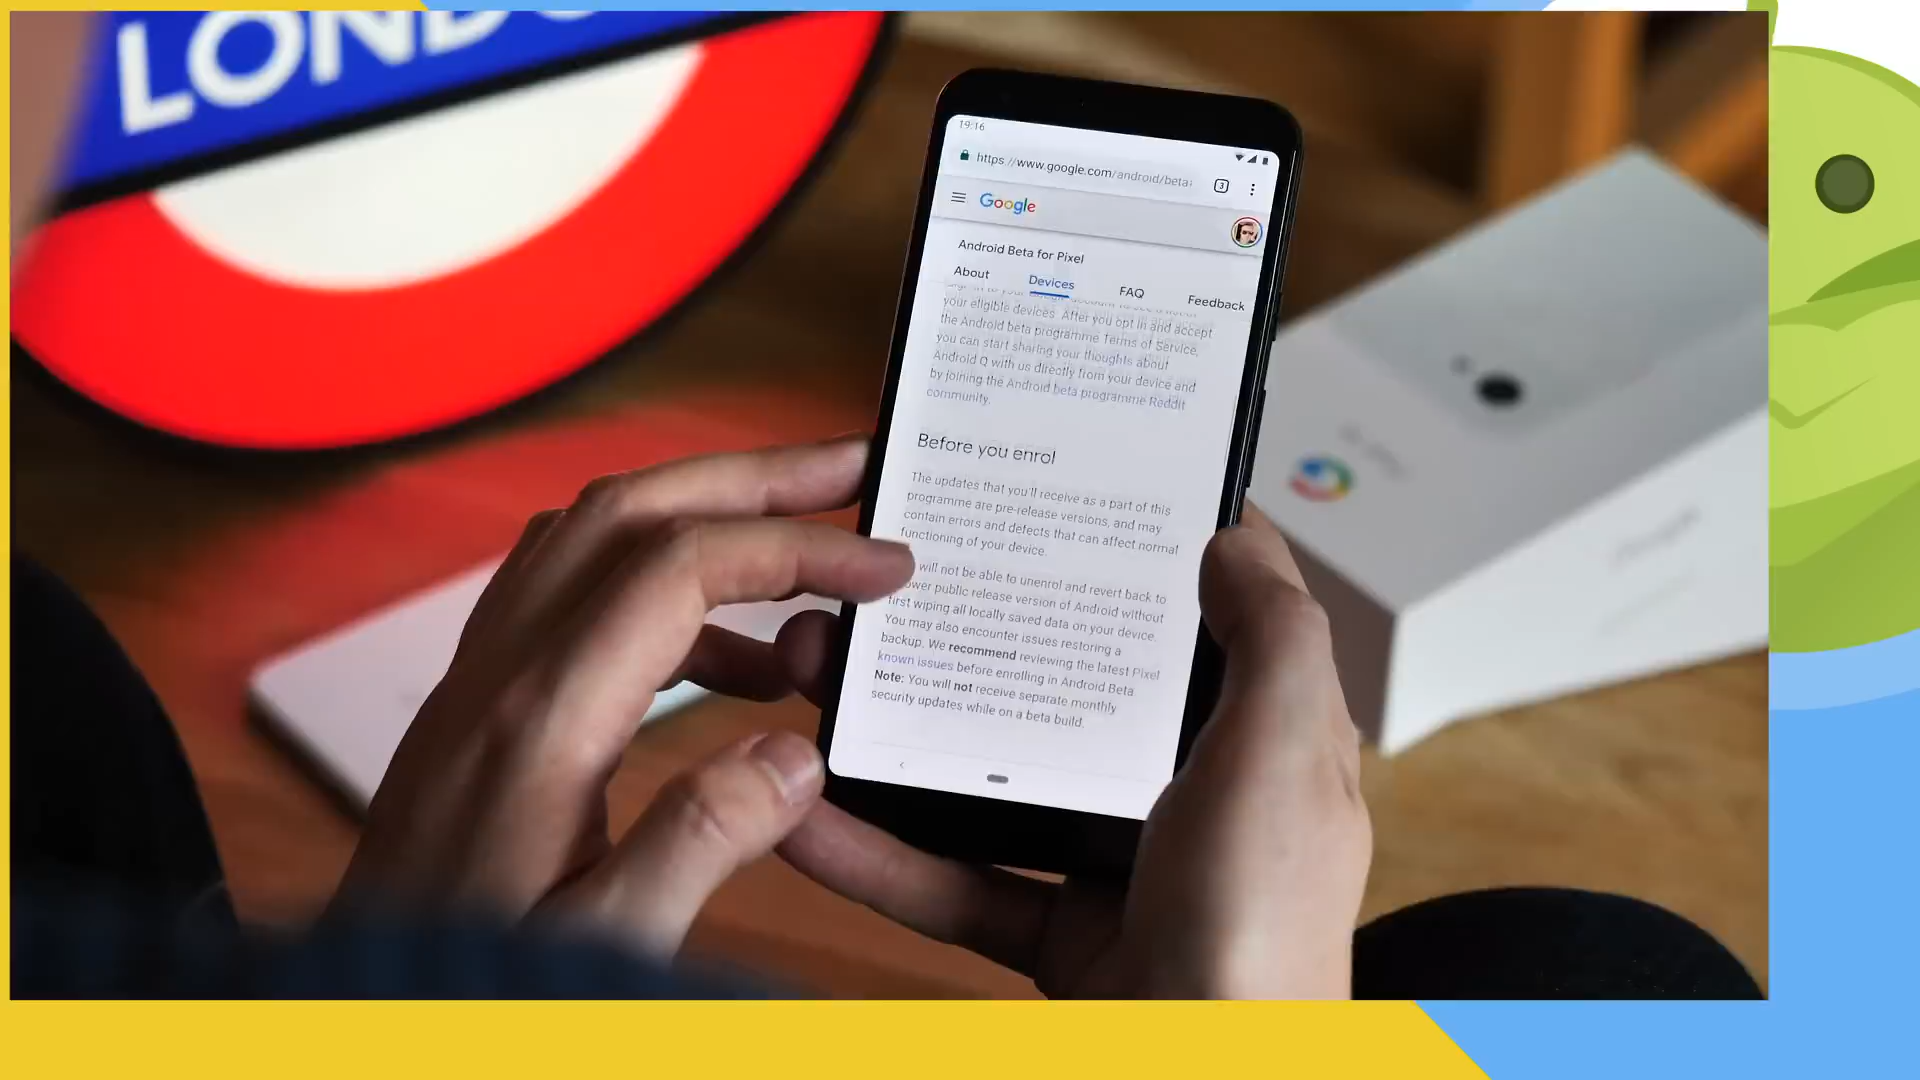 LOND
19:16
https://www.google.com/android/beta
3
Google
Android Beta for Pixel
About Devices FAQ Feedback
your eligible devices. After you opt in and accept
the Android beta programme Terms of Service,
you can start sharing your thoughts about
Android Q with us directly from your device and
by joining the Android beta programme Reddit
community.
Before you enrol
The updates that you'll receive as a part of this
programme are pre-release versions, and may
contain errors and defects that can affect normal
functioning of your device.
will not be able to unenrol and revert back to
ower public release version of Android without
first wiping all locally saved data on your device.
You may also encounter issues restoring a
backup. We recommend reviewing the latest Pixel
known issues before enrolling in Android Beta
Note: You will not receive separate monthly
security updates while on a beta build.